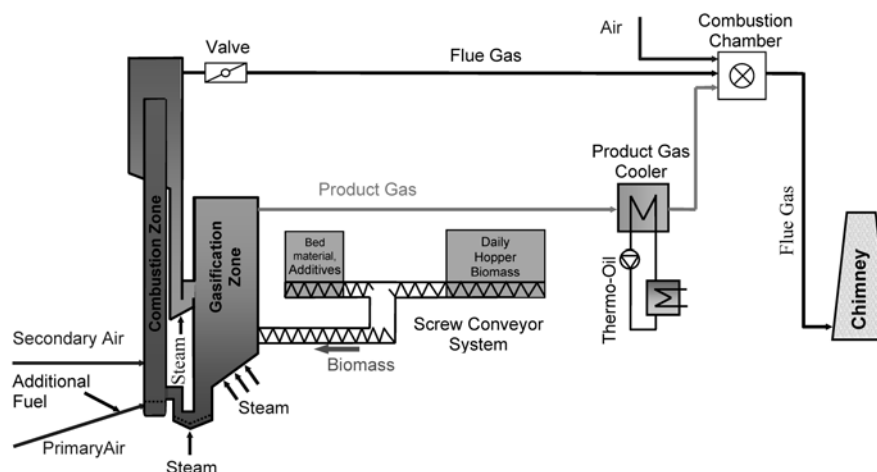 Valve
Flue Gas
Air
Combustion
Chamber
Product Gas
Product Gas
Cooler
Combustion Zone
Gasification
Zone
Bed
material,
Additives
Daily
Hopper
Biomass
Thermo-Oil
Flue Gas
Chimney
Screw Conveyor
System
Biomass
Secondary Air
Steam
Additional
Fuel
PrimaryAir
Steam
Steam